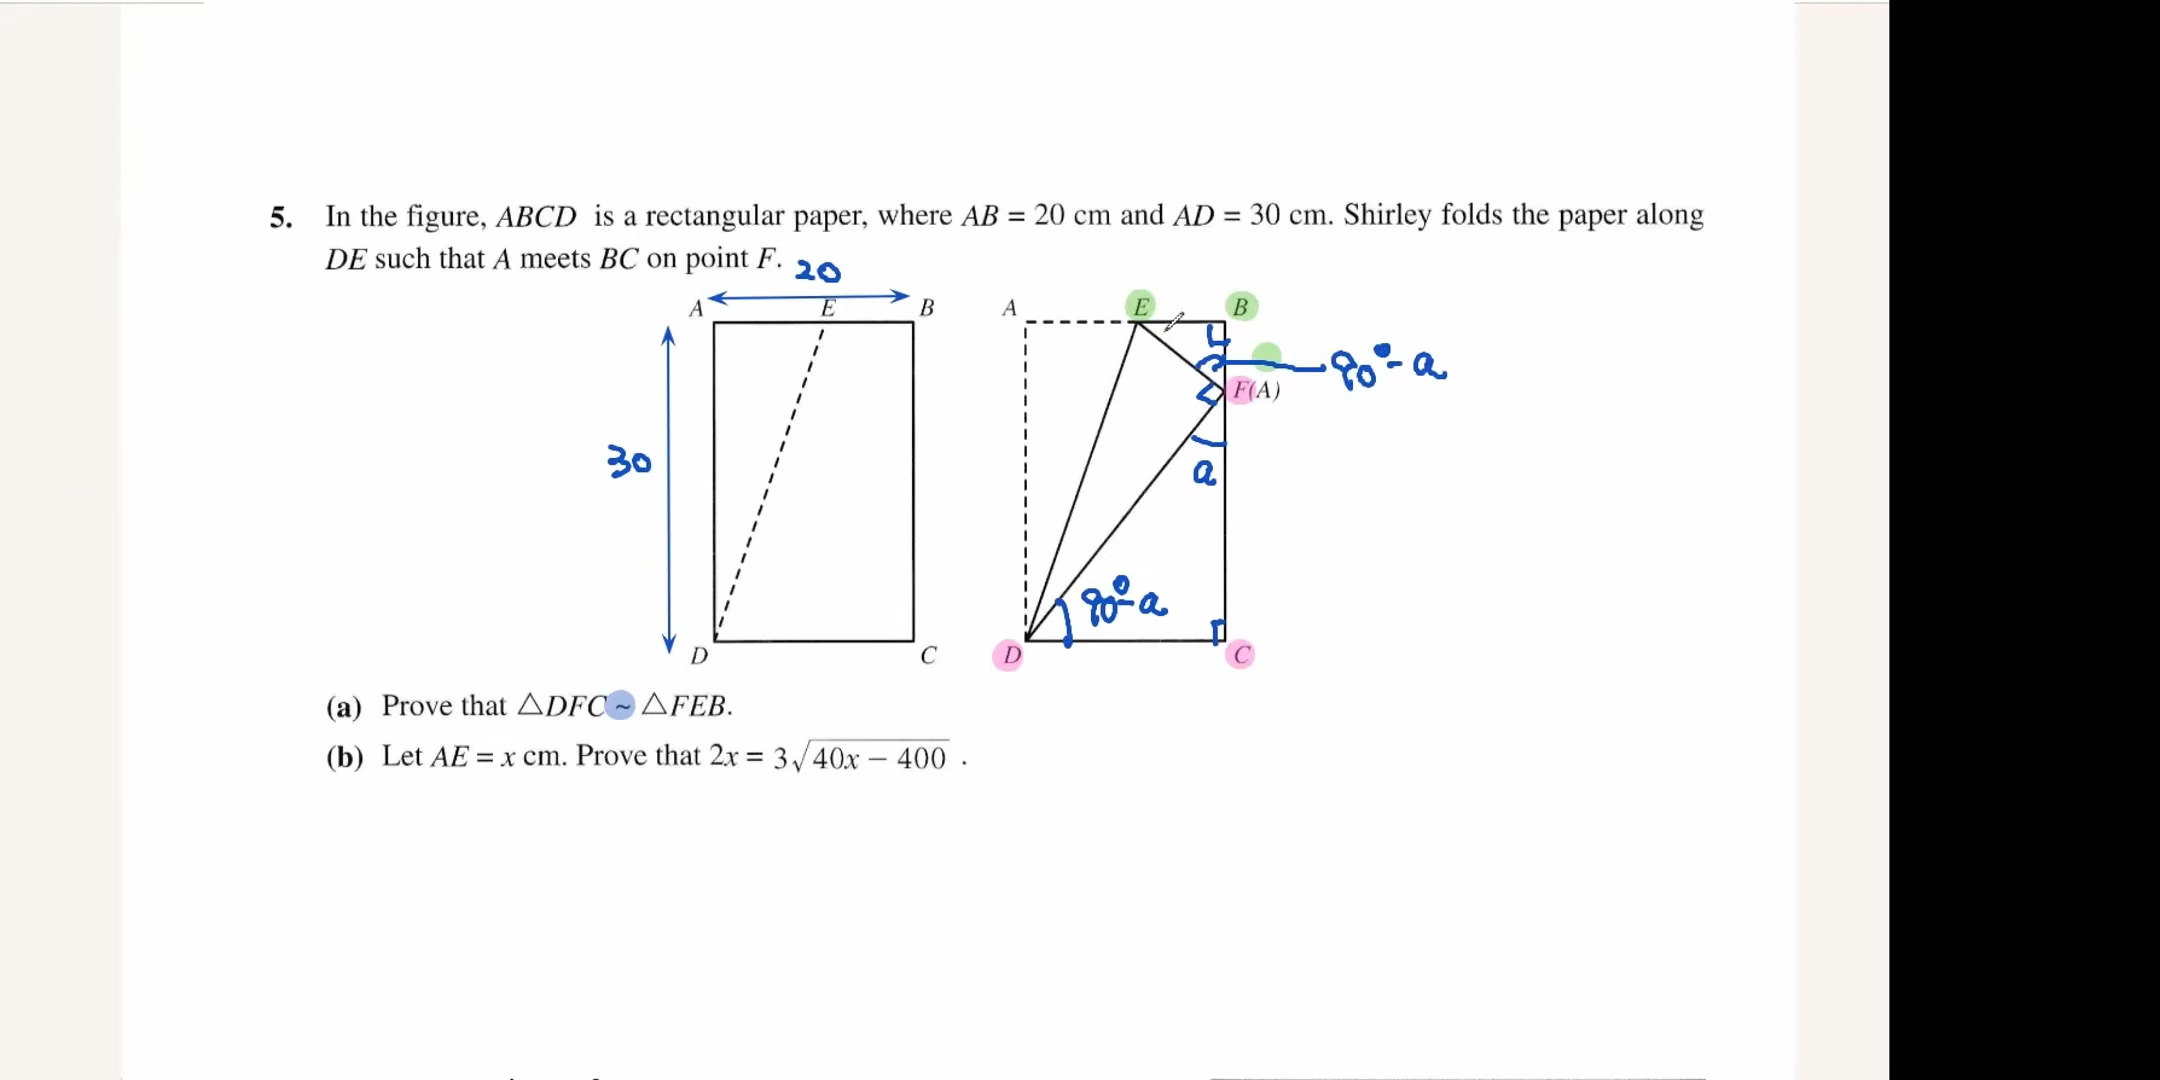 5. In the figure, ABCD is a rectangular paper, where AB = 20 cm and AD = 30 cm. Shirley folds the paper along
DE such that A meets BC on point F.
20
A E B
30
D C
A E B
90° - a
F(A)
a
90° - a
D C
(a) Prove that △DFC ~ △FEB.
(b) Let AE = x cm. Prove that 2x = 3√(40x − 400) .